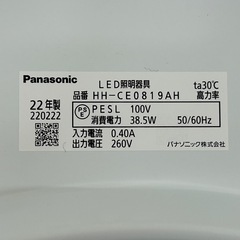 Panasonic LED照明器具 ta30℃
品番 HH-CE0819AH 高力率
22年製
220222
PSE PESL 100V
消費電力 38.5W 50/60Hz
入力電流 0.40A
出力電圧 260V
パナソニック株式会社